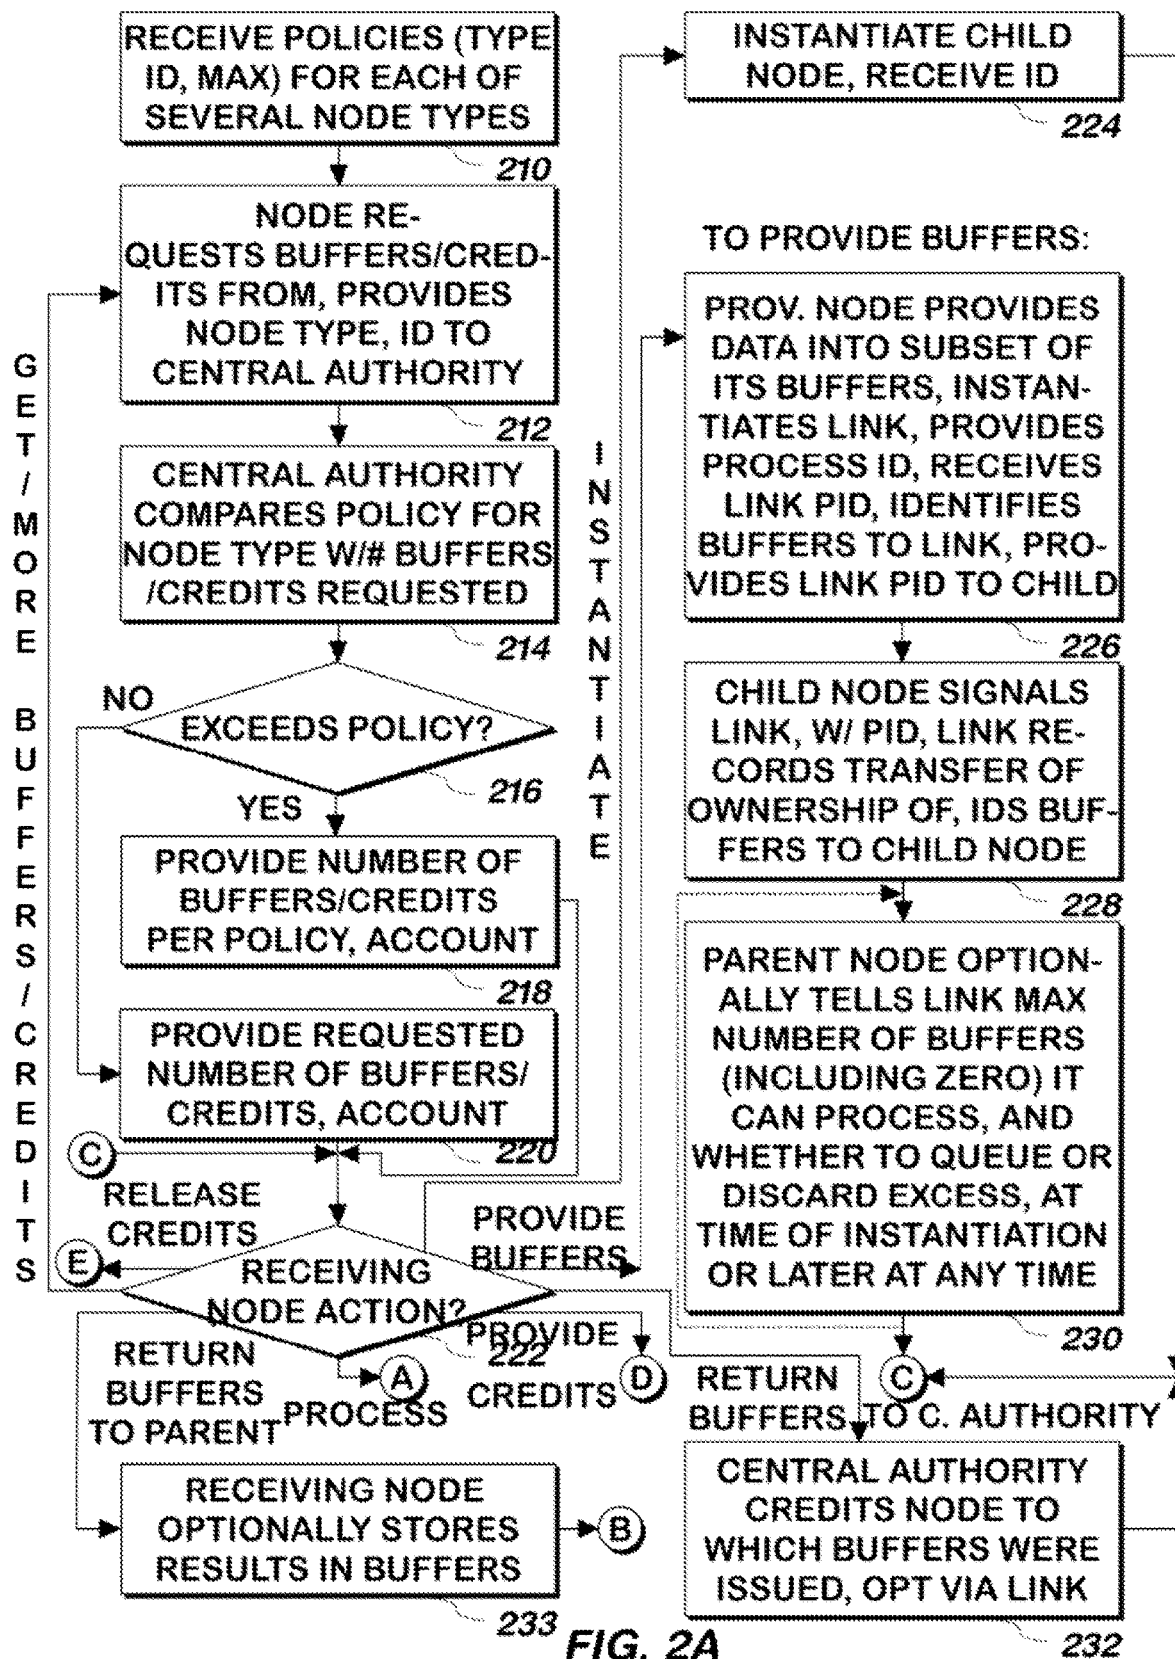 RECEIVE POLICIES (TYPE
ID, MAX) FOR EACH OF
SEVERAL NODE TYPES
210
NODE RE-
QUESTS BUFFERS/CRED-
ITS FROM, PROVIDES
NODE TYPE, ID TO
CENTRAL AUTHORITY
212
CENTRAL AUTHORITY
COMPARES POLICY FOR
NODE TYPE W/# BUFFERS
/CREDITS REQUESTED
214
NO
EXCEEDS POLICY?
216
YES
PROVIDE NUMBER OF
BUFFERS/CREDITS
PER POLICY, ACCOUNT
218
PROVIDE REQUESTED
NUMBER OF BUFFERS/
CREDITS, ACCOUNT
220
C
RELEASE
CREDITS
E
RECEIVING
NODE ACTION?
222
GET/MORE BUFFERS/CREDITS
INSTANTIATE
PROVIDE
BUFFERS
PROVIDE
CREDITS
D
A
PROCESS
RETURN
BUFFERS
TO PARENT
RECEIVING NODE
OPTIONALLY STORES
RESULTS IN BUFFERS
233
B
INSTANTIATE CHILD
NODE, RECEIVE ID
224
TO PROVIDE BUFFERS:
PROV. NODE PROVIDES
DATA INTO SUBSET OF
ITS BUFFERS, INSTAN-
TIATES LINK, PROVIDES
PROCESS ID, RECEIVES
LINK PID, IDENTIFIES
BUFFERS TO LINK, PRO-
VIDES LINK PID TO CHILD
226
CHILD NODE SIGNALS
LINK, W/ PID, LINK RE-
CORDS TRANSFER OF
OWNERSHIP OF, IDS BUF-
FERS TO CHILD NODE
228
PARENT NODE OPTION-
ALLY TELLS LINK MAX
NUMBER OF BUFFERS
(INCLUDING ZERO) IT
CAN PROCESS, AND
WHETHER TO QUEUE OR
DISCARD EXCESS, AT
TIME OF INSTANTIATION
OR LATER AT ANY TIME
230
C
RETURN
BUFFERS TO C. AUTHORITY
CENTRAL AUTHORITY
CREDITS NODE TO
WHICH BUFFERS WERE
ISSUED, OPT VIA LINK
232
FIG. 2A